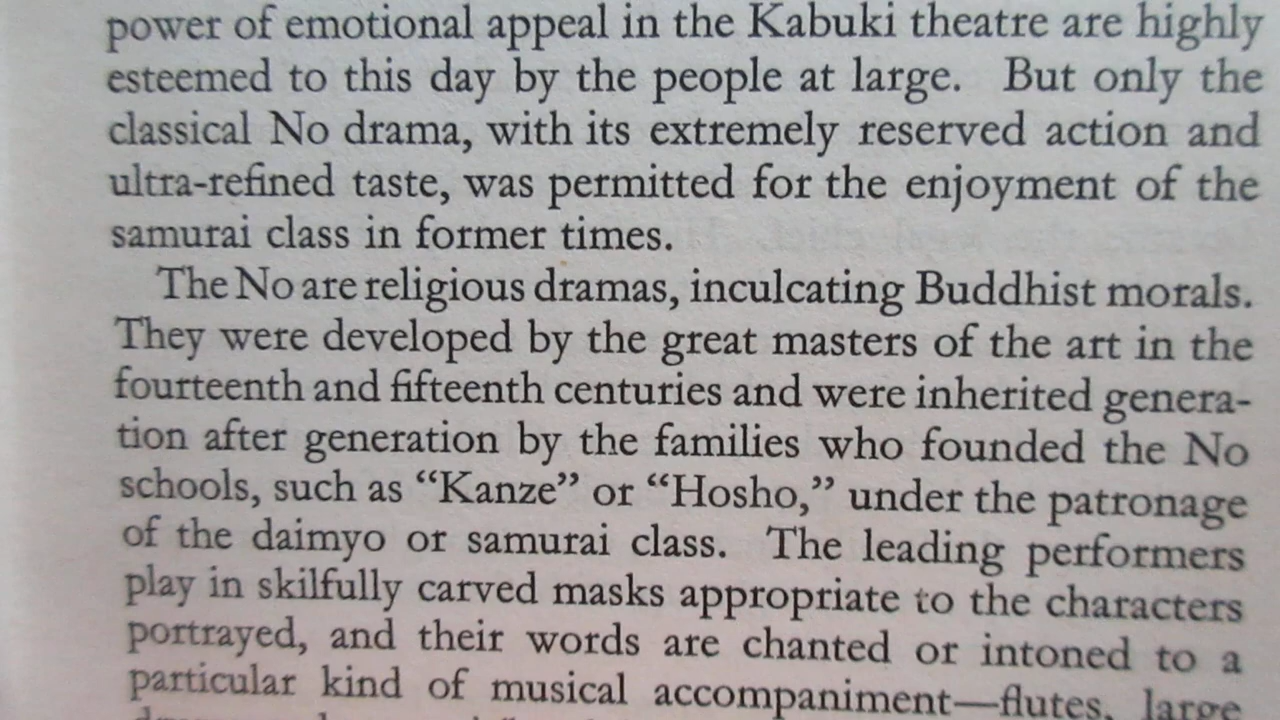 power of emotional appeal in the Kabuki theatre are highly
esteemed to this day by the people at large. But only the
classical No drama, with its extremely reserved action and
ultra-refined taste, was permitted for the enjoyment of the
samurai class in former times.
The No are religious dramas, inculcating Buddhist morals.
They were developed by the great masters of the art in the
fourteenth and fifteenth centuries and were inherited genera-
tion after generation by the families who founded the No
schools, such as “Kanze” or “Hosho,” under the patronage
of the daimyo or samurai class. The leading performers
play in skilfully carved masks appropriate to the characters
portrayed, and their words are chanted or intoned to a
particular kind of musical accompaniment—flutes, large